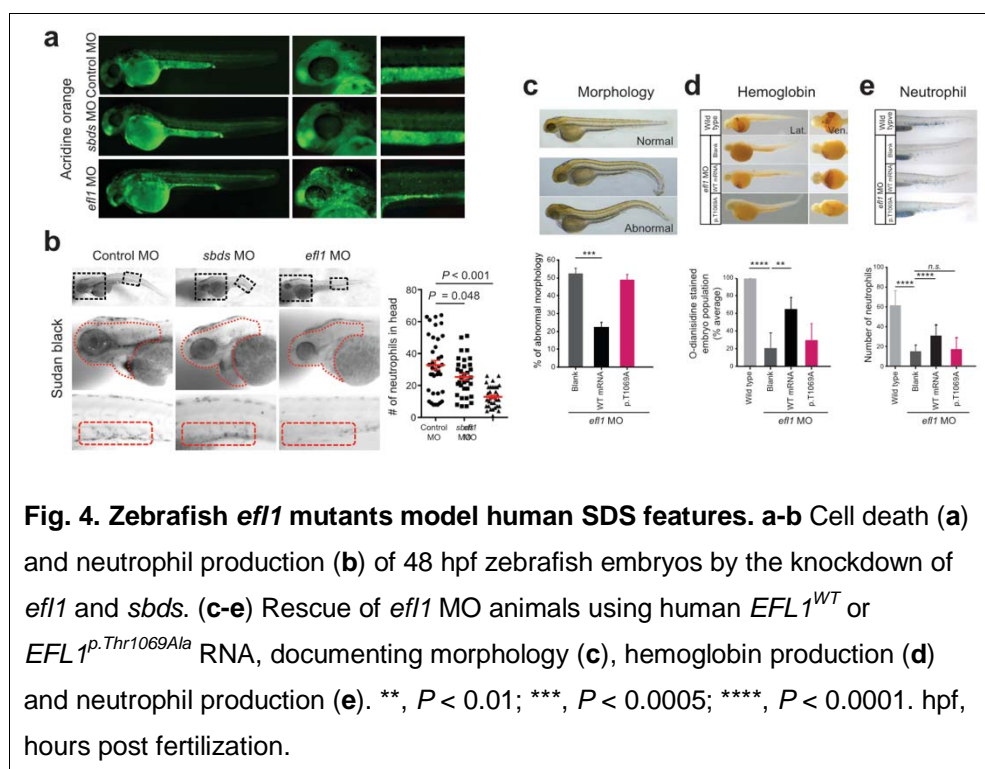 a
Acridine orange
Control MO
sbds MO
efl1 MO
b
Control MO
sbds MO
efl1 MO
Sudan black
P < 0.001
P = 0.048
# of neutrophils in head
80
60
40
20
0
Control MO
sbds MO
efl1 MO
c
Morphology
Normal
Abnormal
% of abnormal morphology
60
50
40
30
20
10
0
***
Blank
WT mRNA
p.T1069A
efl1 MO
d
Hemoglobin
Wild type
Blank
WT mRNA
p.T1069A
efl1 MO
Lat.
Ven.
O-dianisidine stained
embryo population
(% average)
100
80
60
40
20
0
****
**
Wild type
Blank
WT mRNA
p.T1069A
efl1 MO
e
Neutrophil
Wild typve
Blank
WT mRNA
p.T1069A
efl1 MO
Number of neutrophils
100
80
60
40
20
0
n.s.
****
****
Wild type
Blank
WT mRNA
p.T1069A
efl1 MO
Fig. 4. Zebrafish efl1 mutants model human SDS features. a-b Cell death (a)
and neutrophil production (b) of 48 hpf zebrafish embryos by the knockdown of
efl1 and sbds. (c-e) Rescue of efl1 MO animals using human EFL1WT or
EFL1p.Thr1069Ala RNA, documenting morphology (c), hemoglobin production (d)
and neutrophil production (e). **, P < 0.01; ***, P < 0.0005; ****, P < 0.0001. hpf,
hours post fertilization.